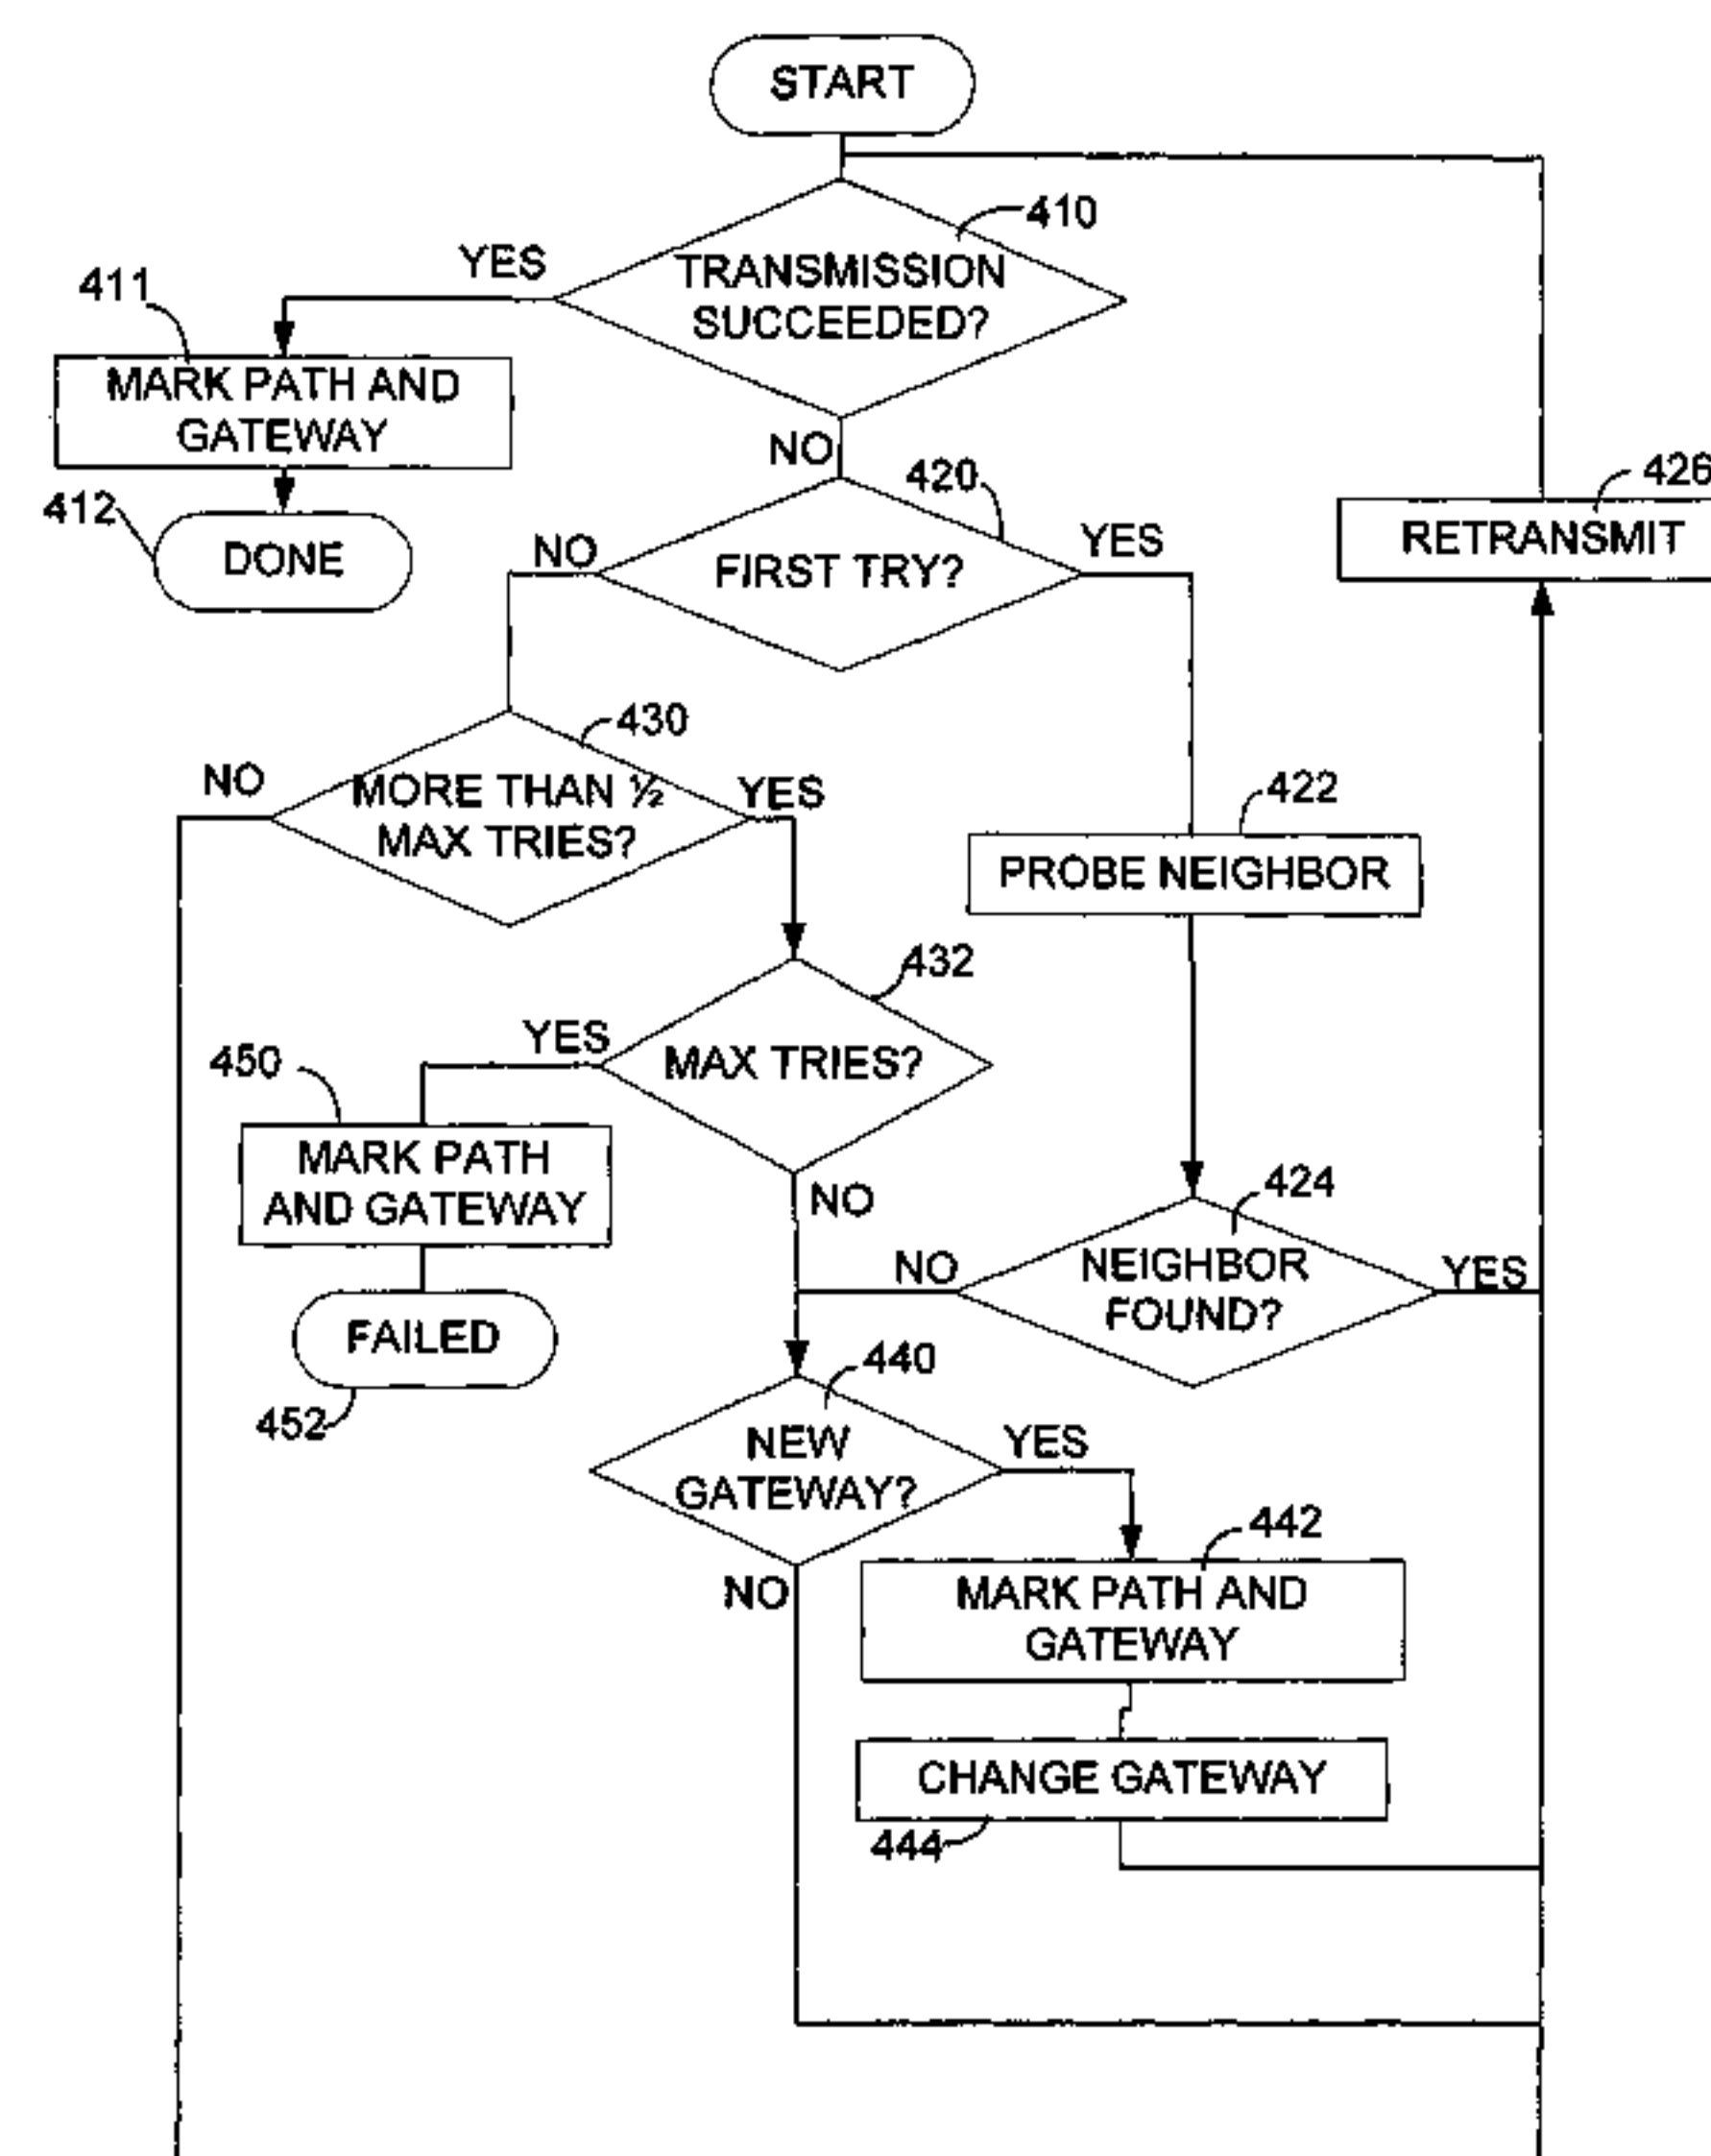 START
410
YES
TRANSMISSION
SUCCEEDED?
411
MARK PATH AND
GATEWAY
NO
420
426
412
DONE
NO
FIRST TRY?
YES
RETRANSMIT
430
NO
MORE THAN ½
MAX TRIES?
YES
422
PROBE NEIGHBOR
432
YES
MAX TRIES?
450
MARK PATH
AND GATEWAY
NO
424
NO
NEIGHBOR
FOUND?
YES
FAILED
452
440
NEW
GATEWAY?
YES
442
NO
MARK PATH AND
GATEWAY
CHANGE GATEWAY
444